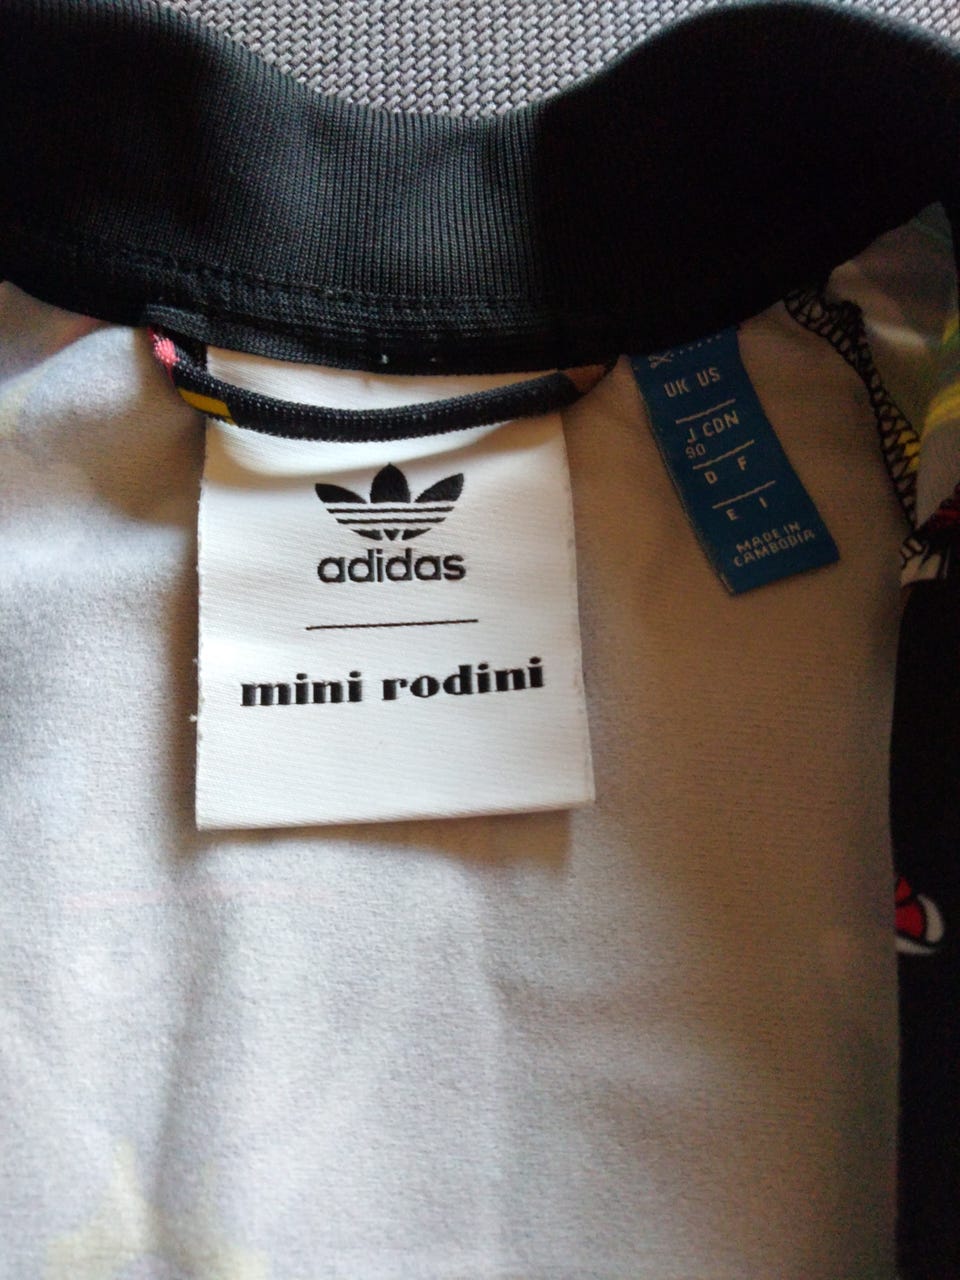 adidas
mini rodini
UK US
J CDN
90
D F
E I
MADE IN
CAMBODIA